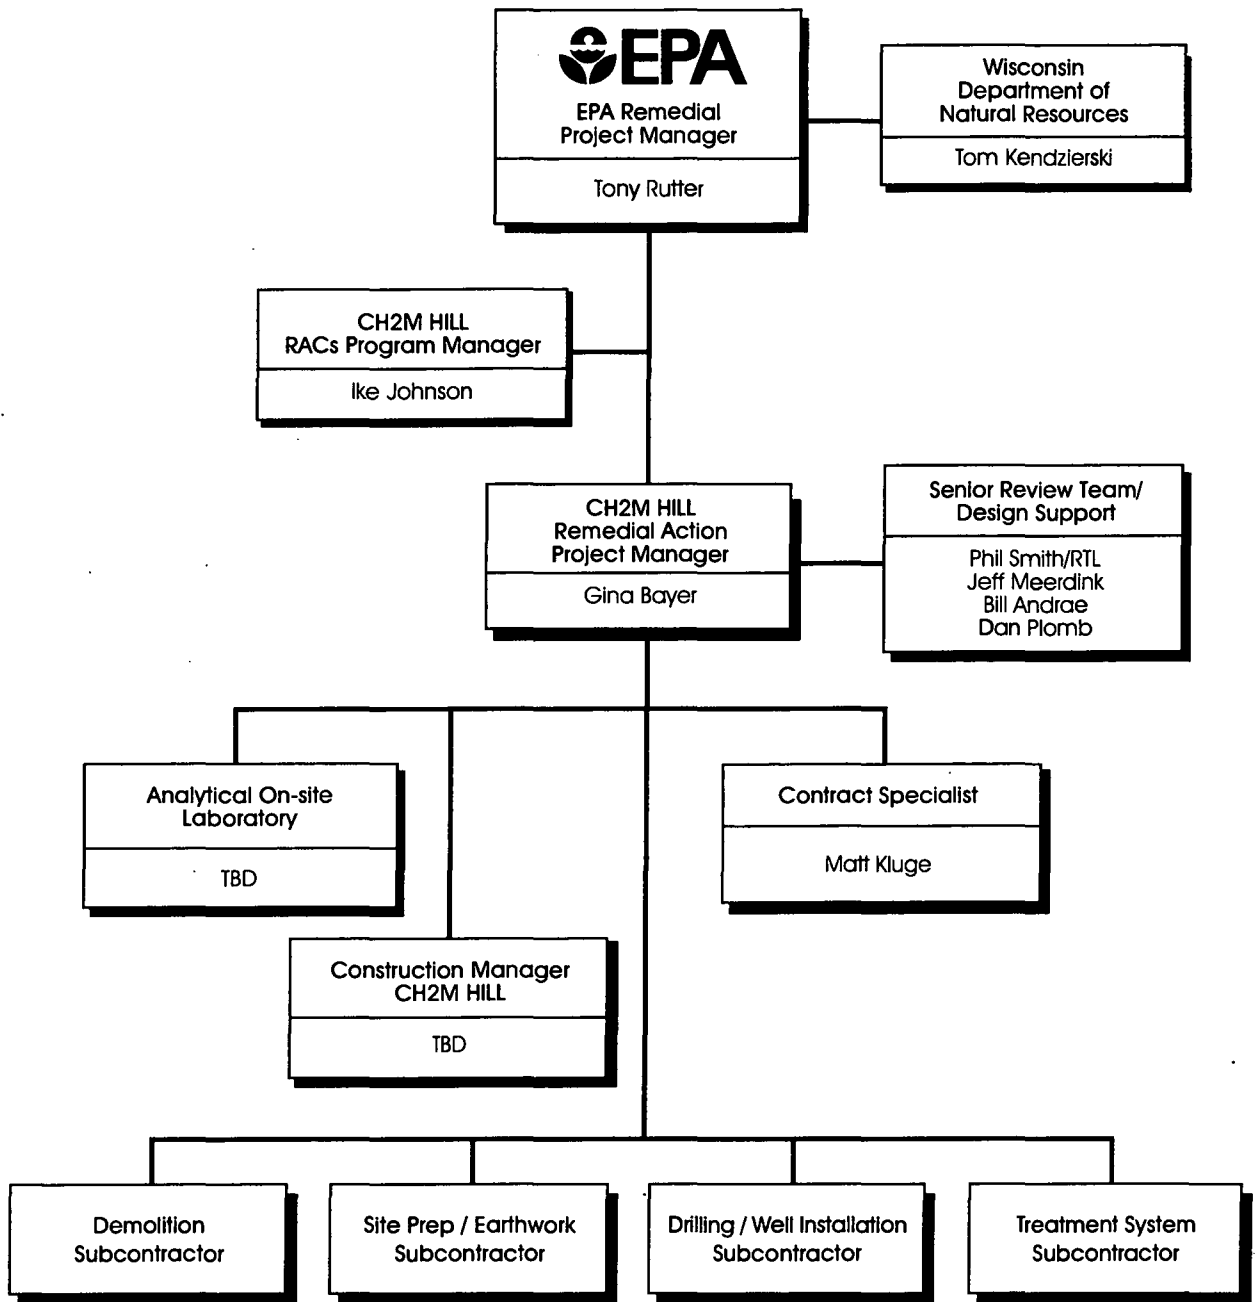 EPA
EPA Remedial
Project Manager
Tony Rutter
Wisconsin
Department of
Natural Resources
Tom Kendzierski
CH2M HILL
RACs Program Manager
Ike Johnson
CH2M HILL
Remedial Action
Project Manager
Gina Bayer
Senior Review Team/
Design Support
Phil Smith/RTL
Jeff Meerdink
Bill Andrae
Dan Plomb
Analytical On-site
Laboratory
TBD
Contract Specialist
Matt Kluge
Construction Manager
CH2M HILL
TBD
Demolition
Subcontractor
Site Prep / Earthwork
Subcontractor
Drilling / Well Installation
Subcontractor
Treatment System
Subcontractor